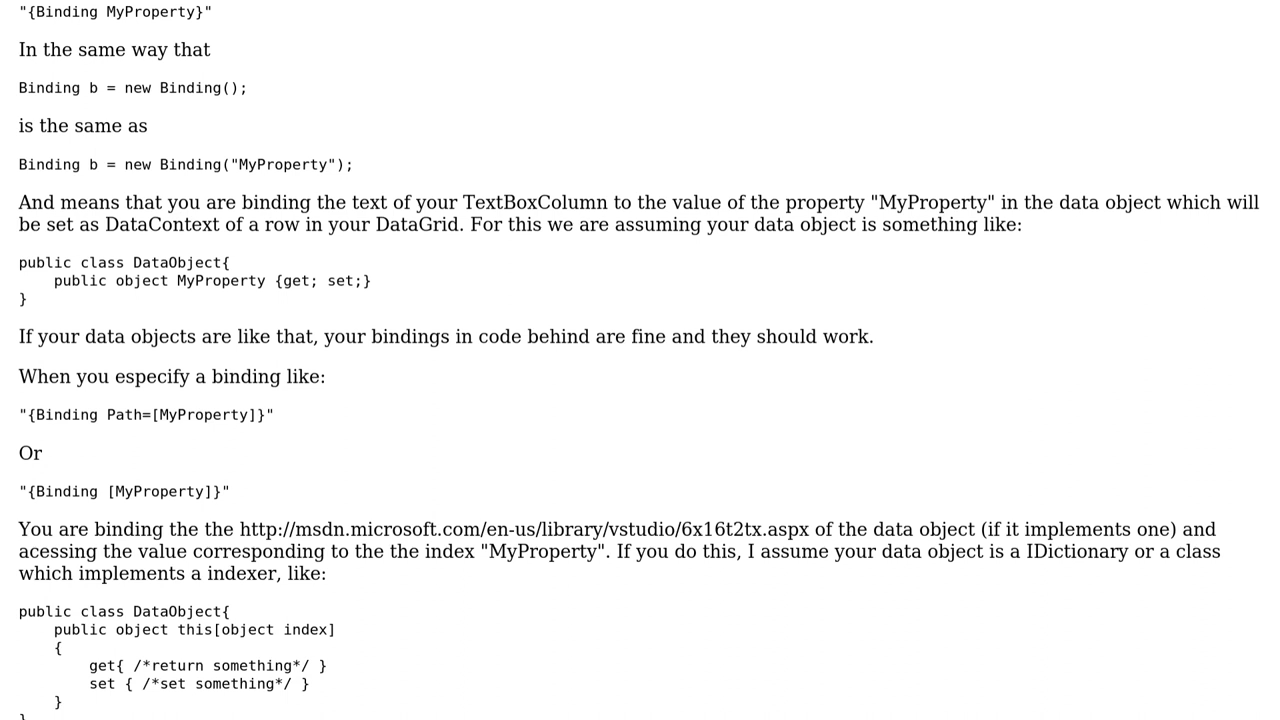 "{Binding MyProperty}"
In the same way that
Binding b = new Binding();
is the same as
Binding b = new Binding("MyProperty");
And means that you are binding the text of your TextBoxColumn to the value of the property "MyProperty" in the data object which will
be set as DataContext of a row in your DataGrid. For this we are assuming your data object is something like:
public class DataObject{
    public object MyProperty {get; set;}
}
If your data objects are like that, your bindings in code behind are fine and they should work.
When you especify a binding like:
"{Binding Path=[MyProperty]}"
Or
"{Binding [MyProperty]}"
You are binding the the http://msdn.microsoft.com/en-us/library/vstudio/6x16t2tx.aspx of the data object (if it implements one) and
acessing the value corresponding to the the index "MyProperty". If you do this, I assume your data object is a IDictionary or a class
which implements a indexer, like:
public class DataObject{
    public object this[object index]
    {
        get{ /*return something*/ }
        set { /*set something*/ }
    }
}